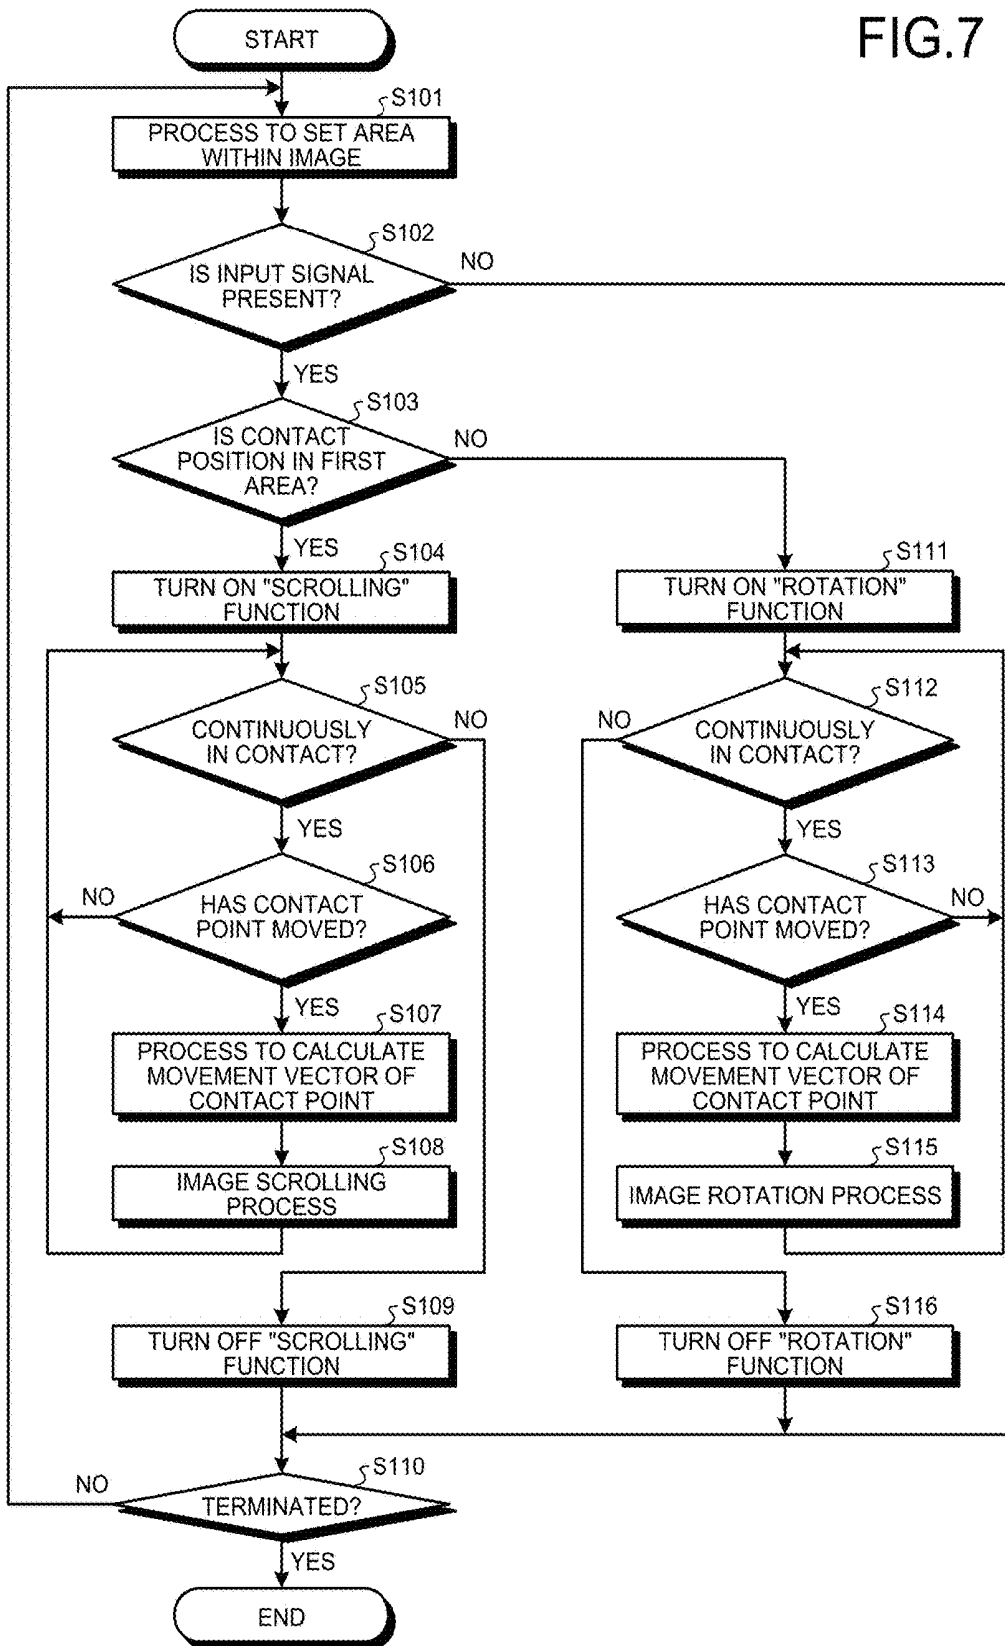 FIG.7
START
S101
PROCESS TO SET AREA
WITHIN IMAGE
S102
IS INPUT SIGNAL
PRESENT?
NO
YES
S103
IS CONTACT
POSITION IN FIRST
AREA?
NO
YES
S104
TURN ON "SCROLLING"
FUNCTION
S111
TURN ON "ROTATION"
FUNCTION
S105
CONTINUOUSLY
IN CONTACT?
NO
YES
S112
CONTINUOUSLY
IN CONTACT?
NO
YES
S106
HAS CONTACT
POINT MOVED?
NO
YES
S113
HAS CONTACT
POINT MOVED?
NO
YES
S107
PROCESS TO CALCULATE
MOVEMENT VECTOR OF
CONTACT POINT
S114
PROCESS TO CALCULATE
MOVEMENT VECTOR OF
CONTACT POINT
S108
IMAGE SCROLLING
PROCESS
S115
IMAGE ROTATION PROCESS
S109
TURN OFF "SCROLLING"
FUNCTION
S116
TURN OFF "ROTATION"
FUNCTION
S110
TERMINATED?
NO
YES
END